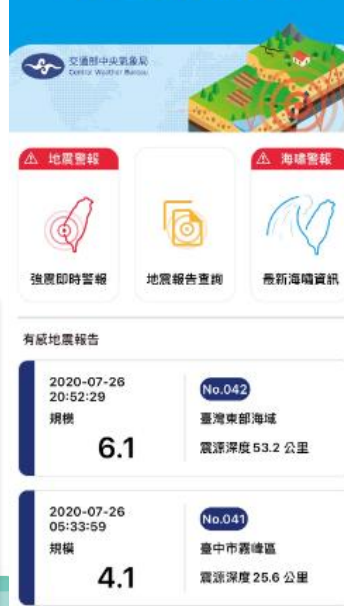 交通部中央氣象局
Central Weather Bureau
地震警報
海嘯警報
強震即時警報
地震報告查詢
最新海嘯資訊
有感地震報告
2020-07-26
20:52:29
規模
6.1
No.042
臺灣東部海域
震源深度 53.2 公里
2020-07-26
05:33:59
規模
4.1
No.041
臺中市霧峰區
震源深度 25.6 公里